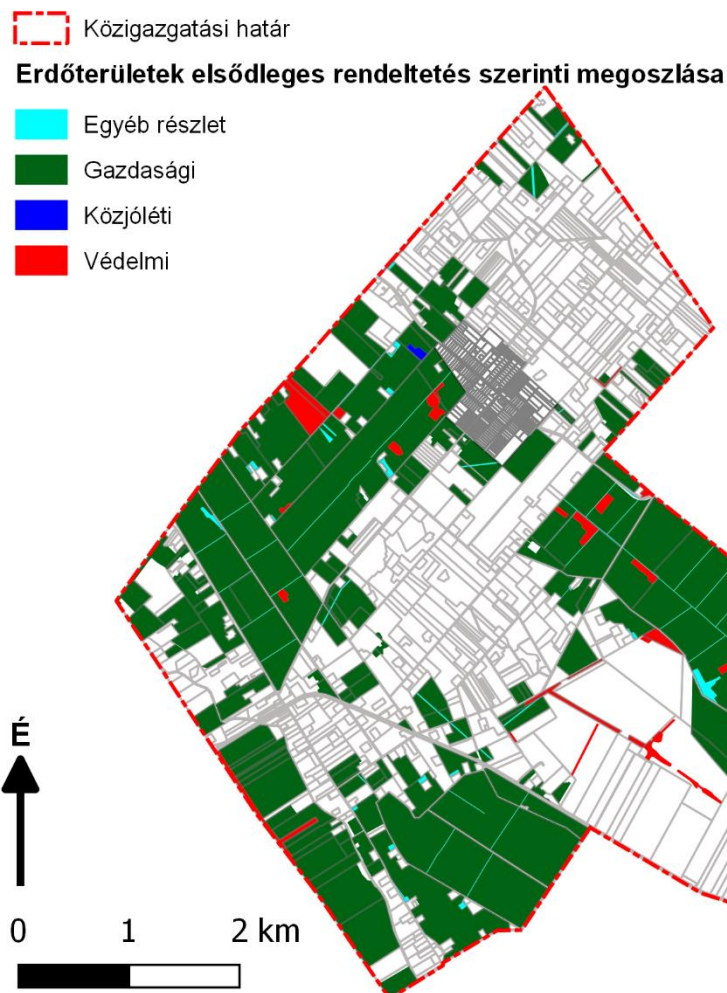 Közigazgatási határ
Erdőterületek elsődleges rendeltetés szerinti megoszlása
Egyéb részlet
Gazdasági
Közjóléti
Védelmi
É
0 1 2 km